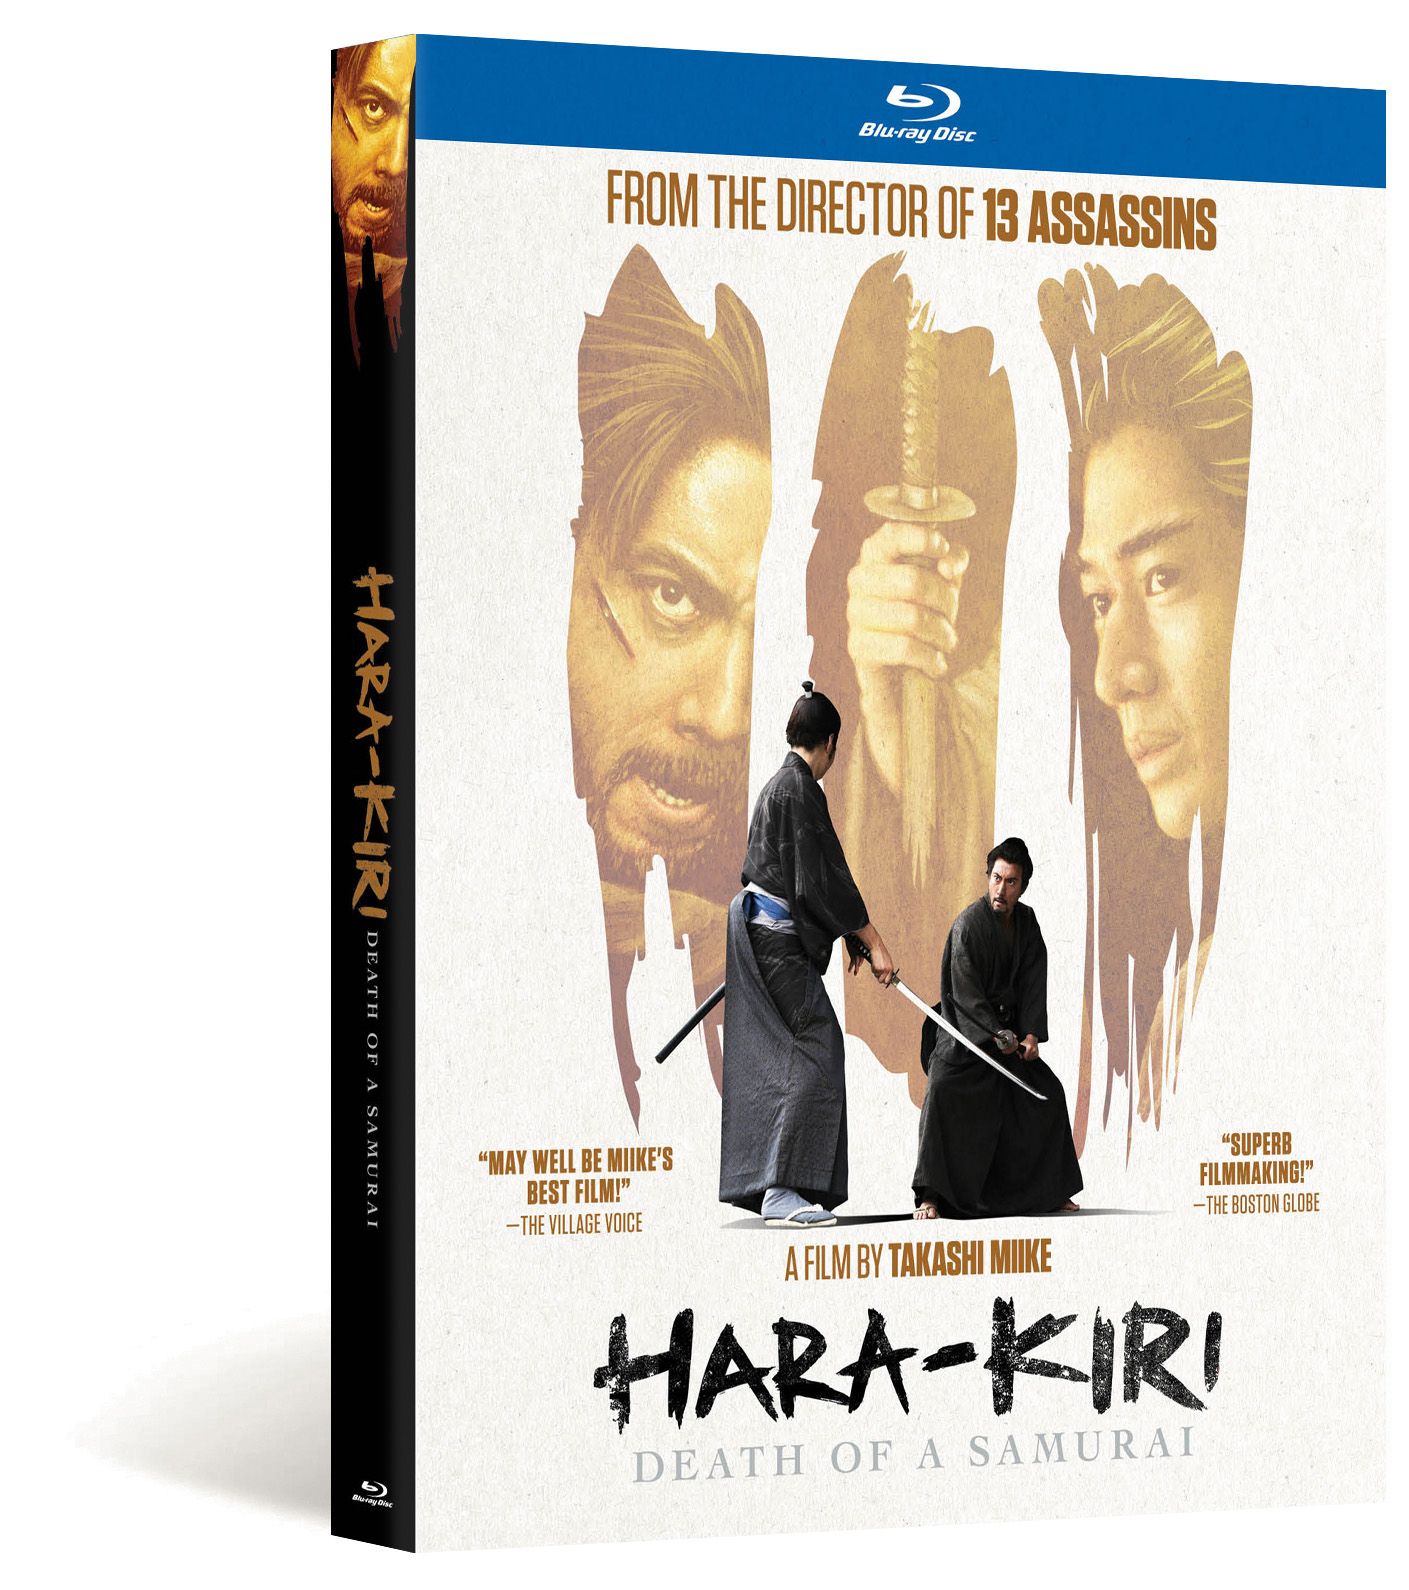 Blu-ray Disc
FROM THE DIRECTOR OF 13 ASSASSINS
“MAY WELL BE MIIKE’S
BEST FILM!”
—THE VILLAGE VOICE
“SUPERB
FILMMAKING!”
—THE BOSTON GLOBE
A FILM BY TAKASHI MIIKE
HARA-KIRI
DEATH OF A SAMURAI
HARA-KIRI DEATH OF A SAMURAI
Blu-ray Disc